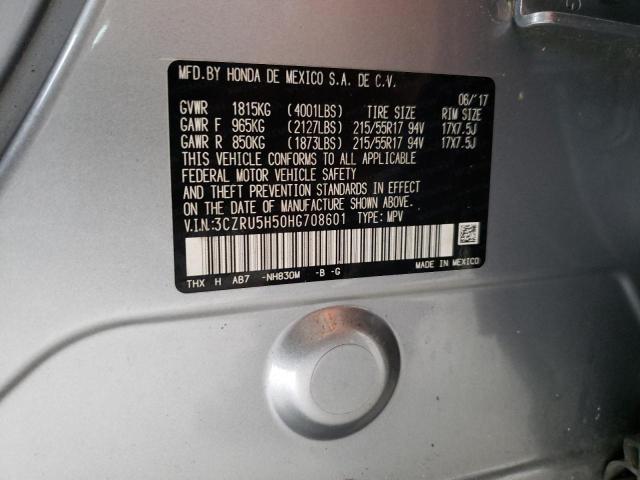 MFD.BY HONDA DE MEXICO S.A. DE C.V.
06/'17
GVWR 1815KG (4001LBS) TIRE SIZE RIM SIZE
GAWR F 965KG (2127LBS) 215/55R17 94V 17X7.5J
GAWR R 850KG (1873LBS) 215/55R17 94V 17X7.5J
THIS VEHICLE CONFORMS TO ALL APPLICABLE
FEDERAL MOTOR VEHICLE SAFETY
AND THEFT PREVENTION STANDARDS IN EFFECT
ON THE DATE OF MANUFACTURE SHOWN ABOVE.
V.I.N.:3CZRU5H50HG708601 TYPE: MPV
THX H AB7 -NH830M -B -G
MADE IN MEXICO